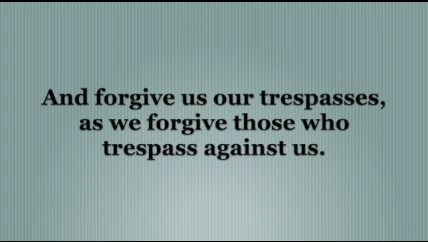 And forgive us our trespasses,
as we forgive those who
trespass against us.